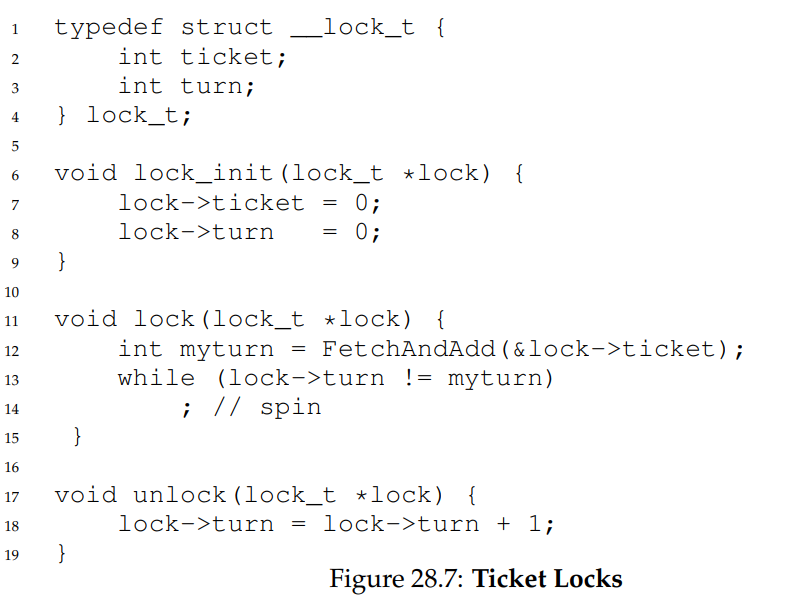 1 typedef struct __lock_t {
2     int ticket;
3     int turn;
4 } lock_t;
5
6 void lock_init(lock_t *lock) {
7     lock->ticket = 0;
8     lock->turn   = 0;
9 }
10
11 void lock(lock_t *lock) {
12     int myturn = FetchAndAdd(&lock->ticket);
13     while (lock->turn != myturn)
14         ; // spin
15  }
16
17 void unlock(lock_t *lock) {
18     lock->turn = lock->turn + 1;
19 }
Figure 28.7: Ticket Locks